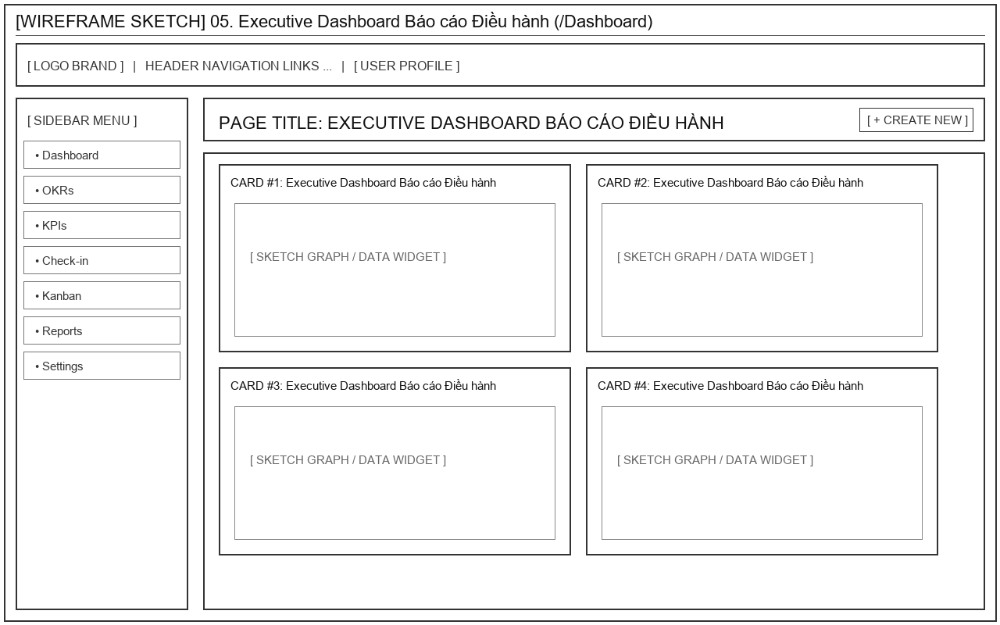 [WIREFRAME SKETCH] 05. Executive Dashboard Báo cáo Điều hành (/Dashboard)
[ LOGO BRAND ] | HEADER NAVIGATION LINKS ... | [ USER PROFILE ]
[ SIDEBAR MENU ]
• Dashboard
• OKRs
• KPIs
• Check-in
• Kanban
• Reports
• Settings
PAGE TITLE: EXECUTIVE DASHBOARD BÁO CÁO ĐIỀU HÀNH
[ + CREATE NEW ]
CARD #1: Executive Dashboard Báo cáo Điều hành
[ SKETCH GRAPH / DATA WIDGET ]
CARD #2: Executive Dashboard Báo cáo Điều hành
[ SKETCH GRAPH / DATA WIDGET ]
CARD #3: Executive Dashboard Báo cáo Điều hành
[ SKETCH GRAPH / DATA WIDGET ]
CARD #4: Executive Dashboard Báo cáo Điều hành
[ SKETCH GRAPH / DATA WIDGET ]